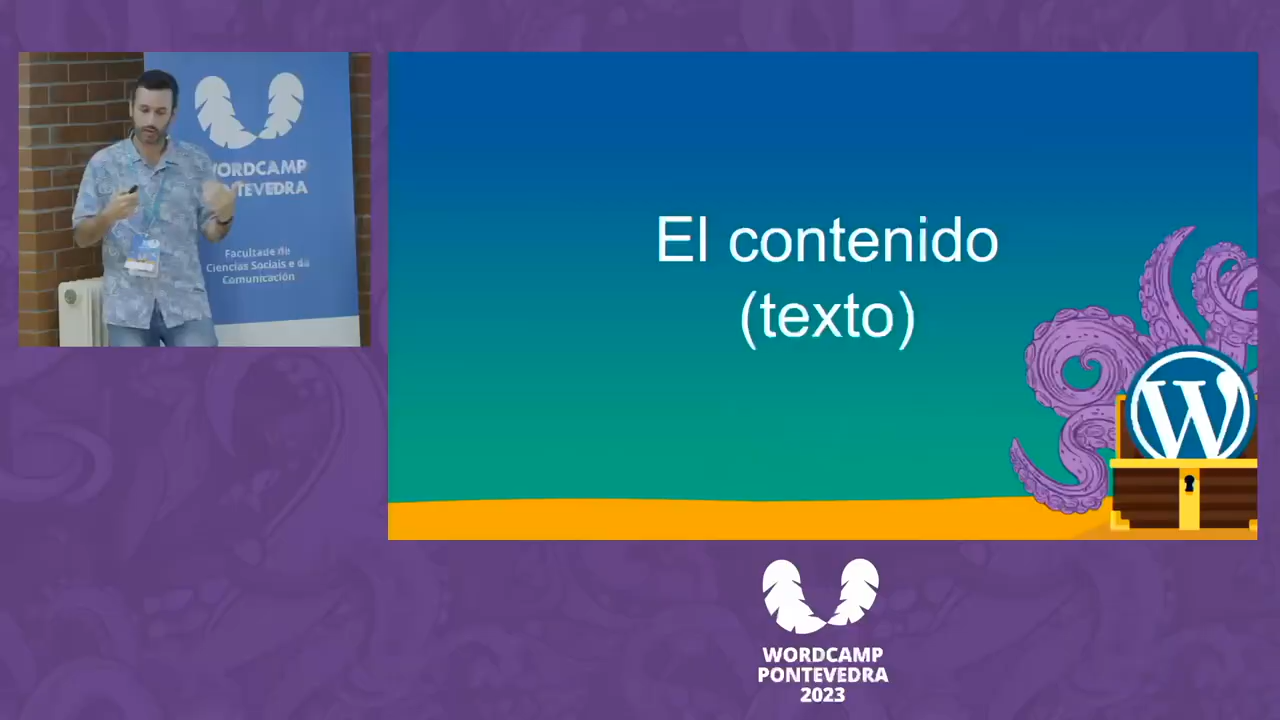 WORDCAMP
PONTEVEDRA
Facultade de
Ciencias Sociais e da
Comunicación
El contenido
(texto)
W
WORDCAMP
PONTEVEDRA
2023